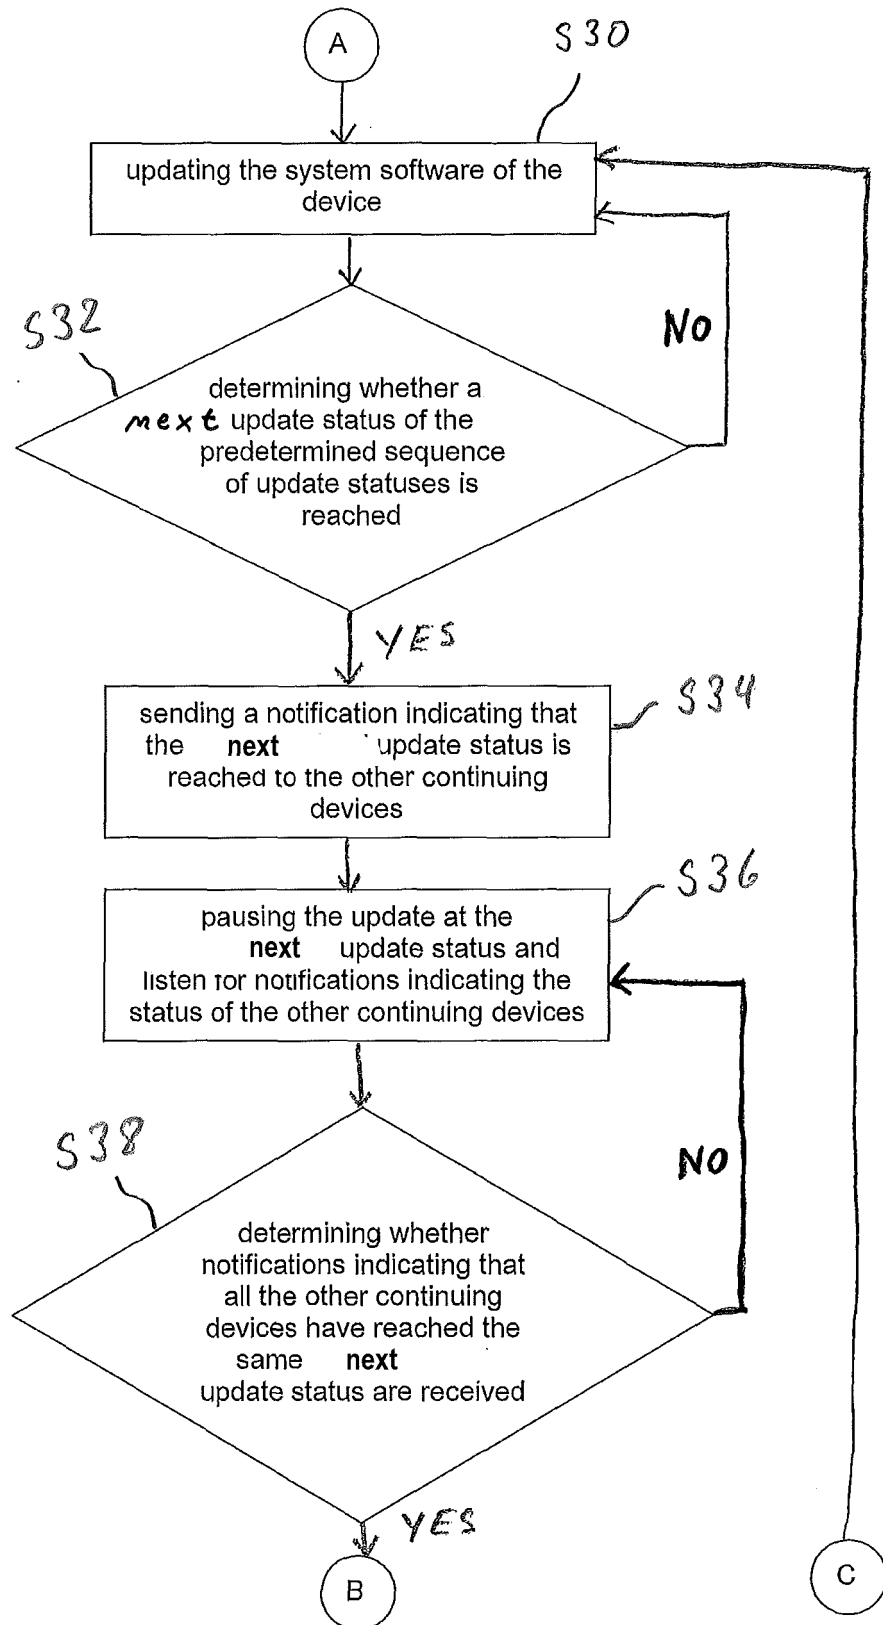 A
S30
updating the system software of the
device
S32
NO
determining whether a
next update status of the
predetermined sequence
of update statuses is
reached
YES
S34
sending a notification indicating that
the next update status is
reached to the other continuing
devices
S36
pausing the update at the
next update status and
listen for notifications indicating the
status of the other continuing devices
S38
NO
determining whether
notifications indicating that
all the other continuing
devices have reached the
same next
update status are received
YES
B
C